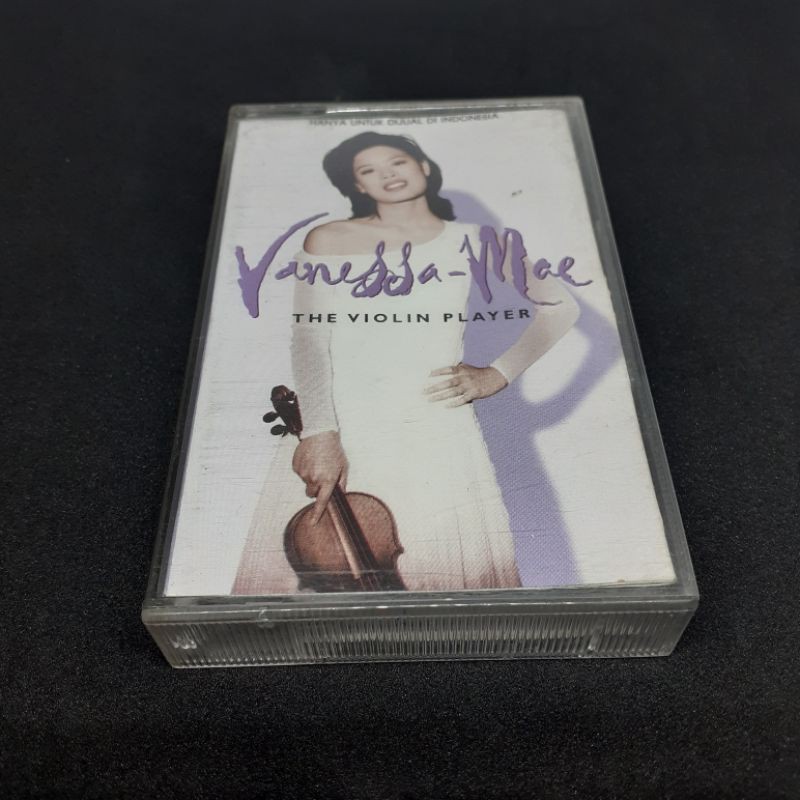 HANYA UNTUK DIJUAL DI INDONESIA
Vanessa-Mae
THE VIOLIN PLAYER